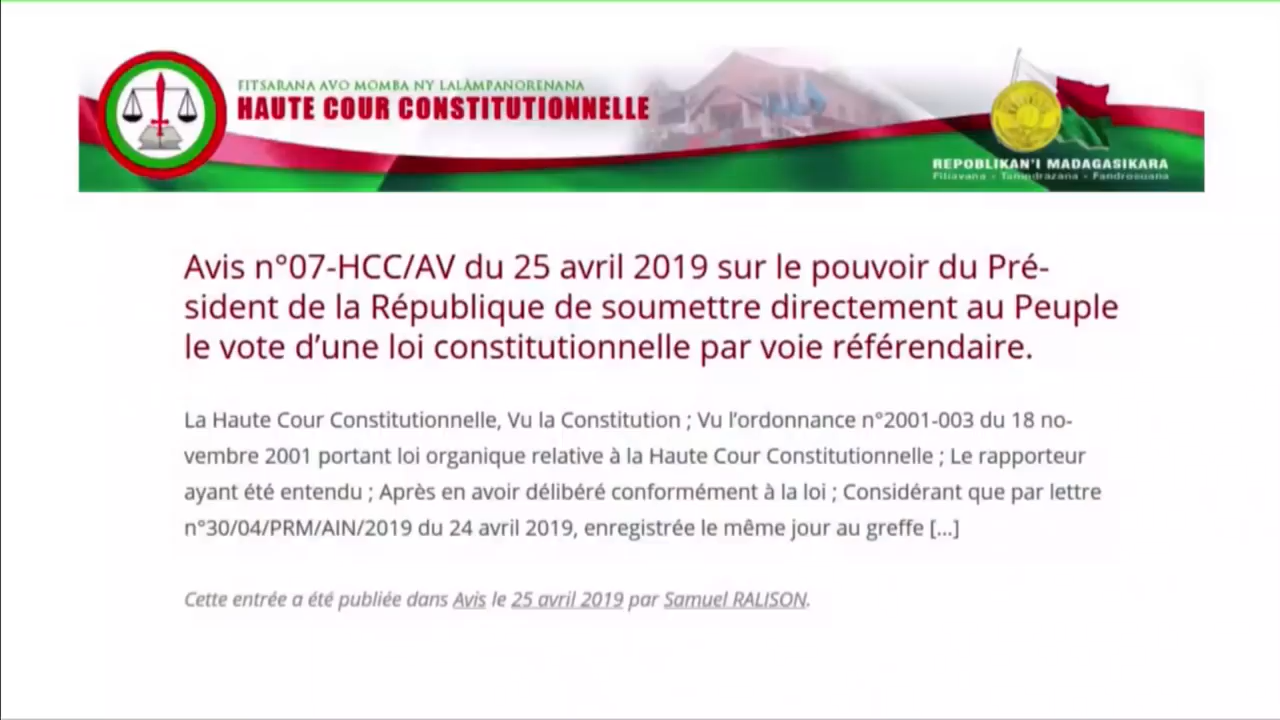 FITSARANA AVO MOMBA NY LALÀMPANORENANA
HAUTE COUR CONSTITUTIONNELLE
REPOBLIKAN'I MADAGASIKARA
Fitiavana - Tanindrazana - Fandrosoana
Avis n°07-HCC/AV du 25 avril 2019 sur le pouvoir du Pré-
sident de la République de soumettre directement au Peuple
le vote d’une loi constitutionnelle par voie référendaire.
La Haute Cour Constitutionnelle, Vu la Constitution ; Vu l’ordonnance n°2001-003 du 18 no-
vembre 2001 portant loi organique relative à la Haute Cour Constitutionnelle ; Le rapporteur
ayant été entendu ; Après en avoir délibéré conformément à la loi ; Considérant que par lettre
n°30/04/PRM/AIN/2019 du 24 avril 2019, enregistrée le même jour au greffe [...]
Cette entrée a été publiée dans Avis le 25 avril 2019 par Samuel RALISON.